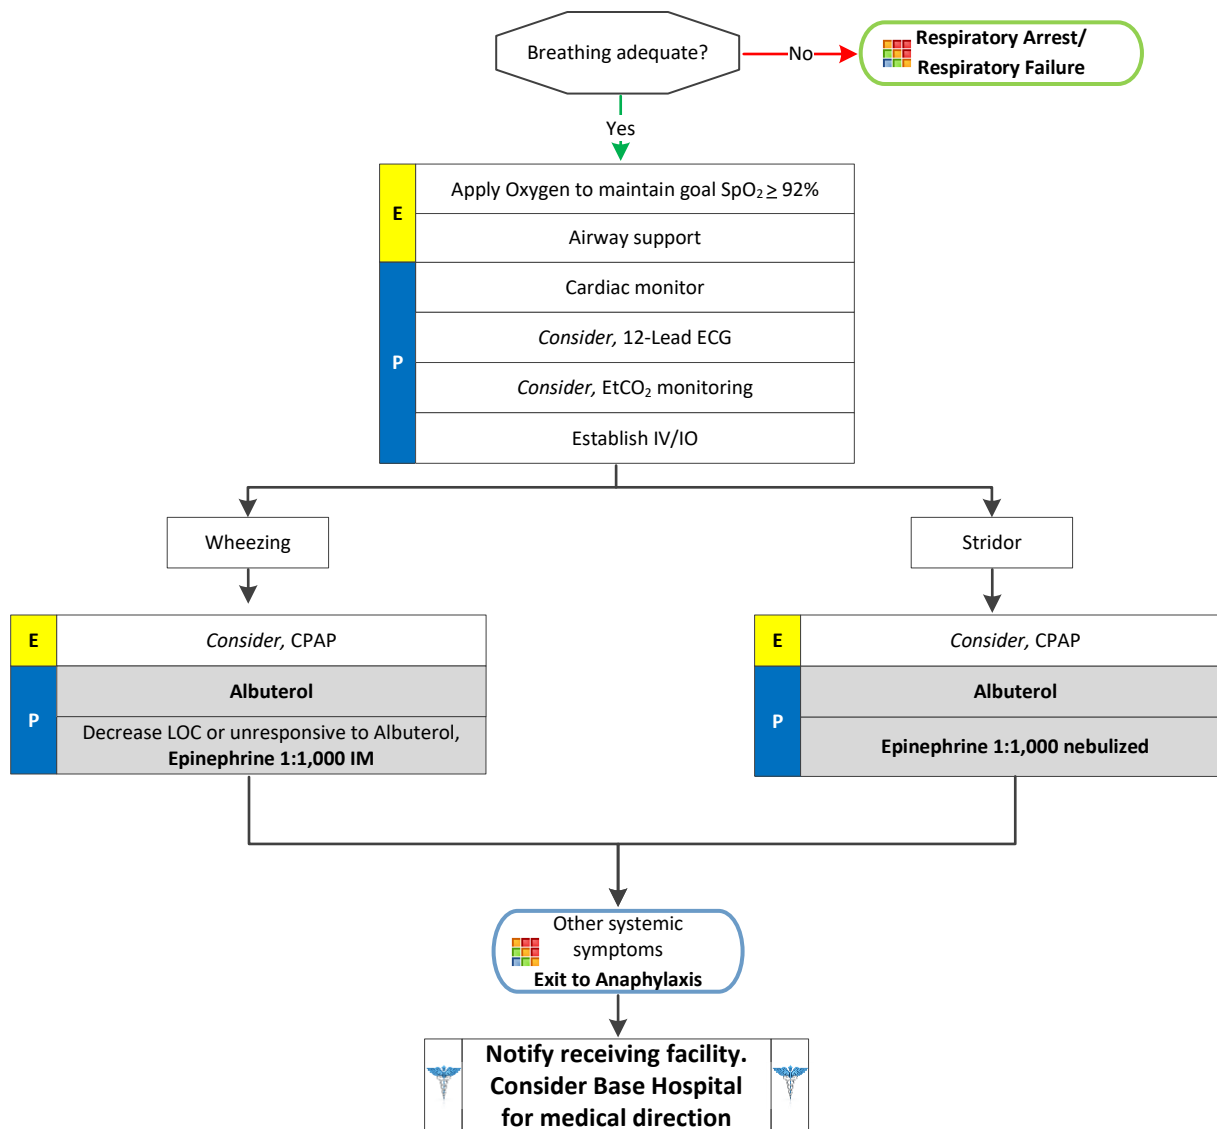 Breathing adequate?
No
Respiratory Arrest/
Respiratory Failure
Yes
E
Apply Oxygen to maintain goal SpO₂ ≥ 92%
Airway support
P
Cardiac monitor
Consider, 12-Lead ECG
Consider, EtCO₂ monitoring
Establish IV/IO
Wheezing
Stridor
E
Consider, CPAP
P
Albuterol
Decrease LOC or unresponsive to Albuterol,
Epinephrine 1:1,000 IM
E
Consider, CPAP
P
Albuterol
Epinephrine 1:1,000 nebulized
Other systemic
symptoms
Exit to Anaphylaxis
Notify receiving facility.
Consider Base Hospital
for medical direction